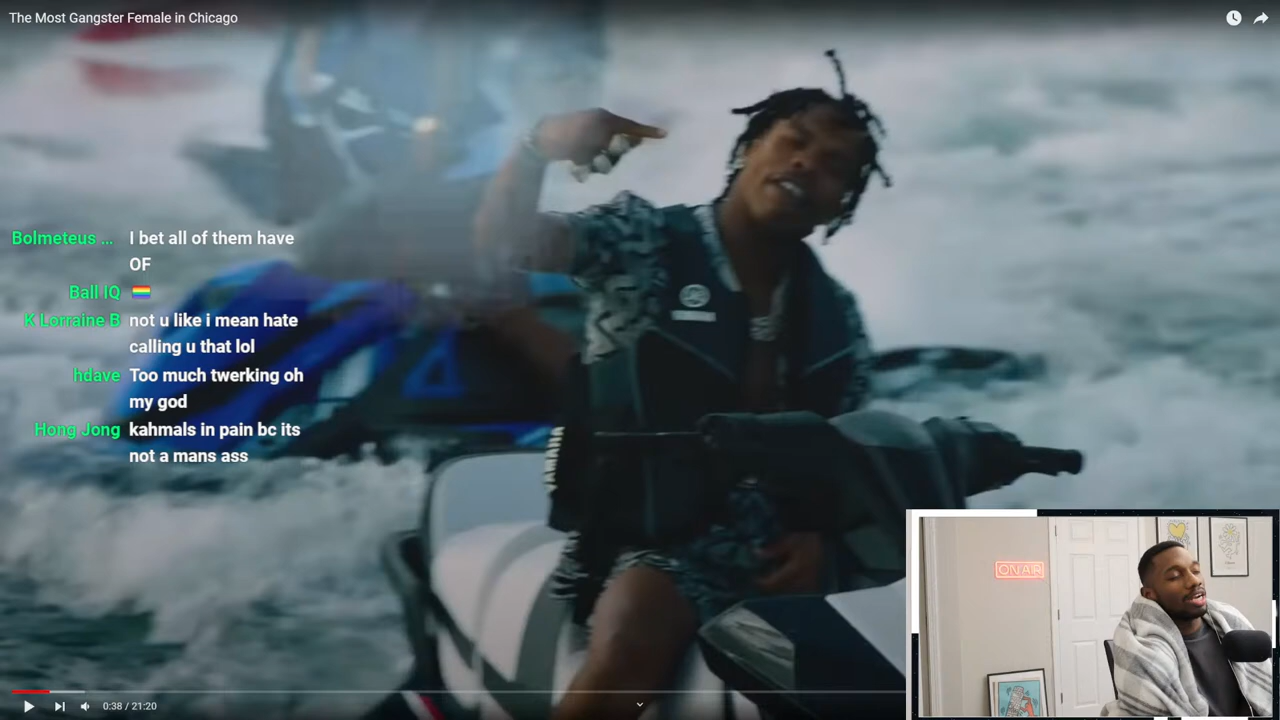 The Most Gangster Female in Chicago
Bolmeteus ... I bet all of them have
OF
Ball IQ 🏳️‍🌈
K Lorraine B not u like i mean hate
calling u that lol
hdave Too much twerking oh
my god
Hong Jong kahmals in pain bc its
not a mans ass
ON AIR
0:38 / 21:20